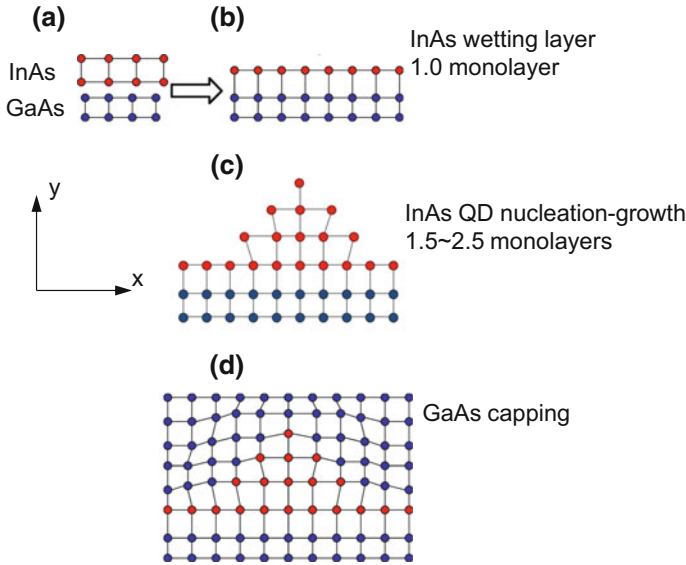 (a)
(b)
InAs wetting layer
1.0 monolayer
InAs
GaAs
(c)
y
x
InAs QD nucleation-growth
1.5~2.5 monolayers
(d)
GaAs capping